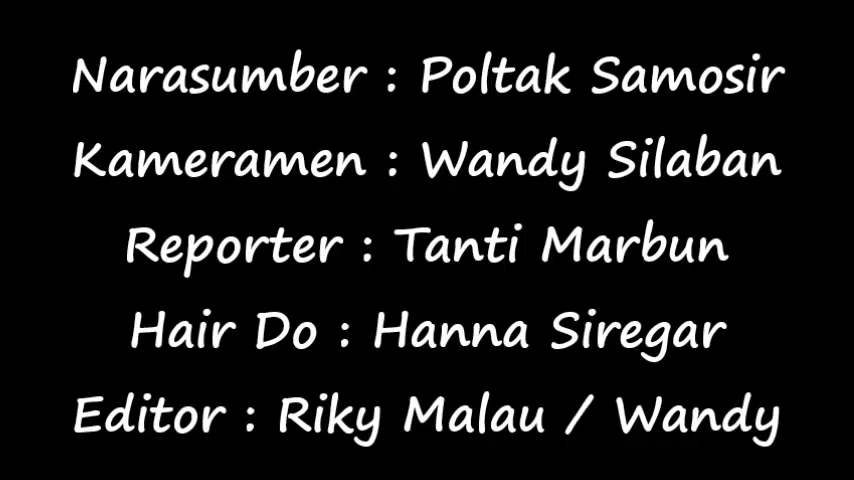 Narasumber : Poltak Samosir
Kameramen : Wandy Silaban
Reporter : Tanti Marbun
Hair Do : Hanna Siregar
Editor : Riky Malau / Wandy